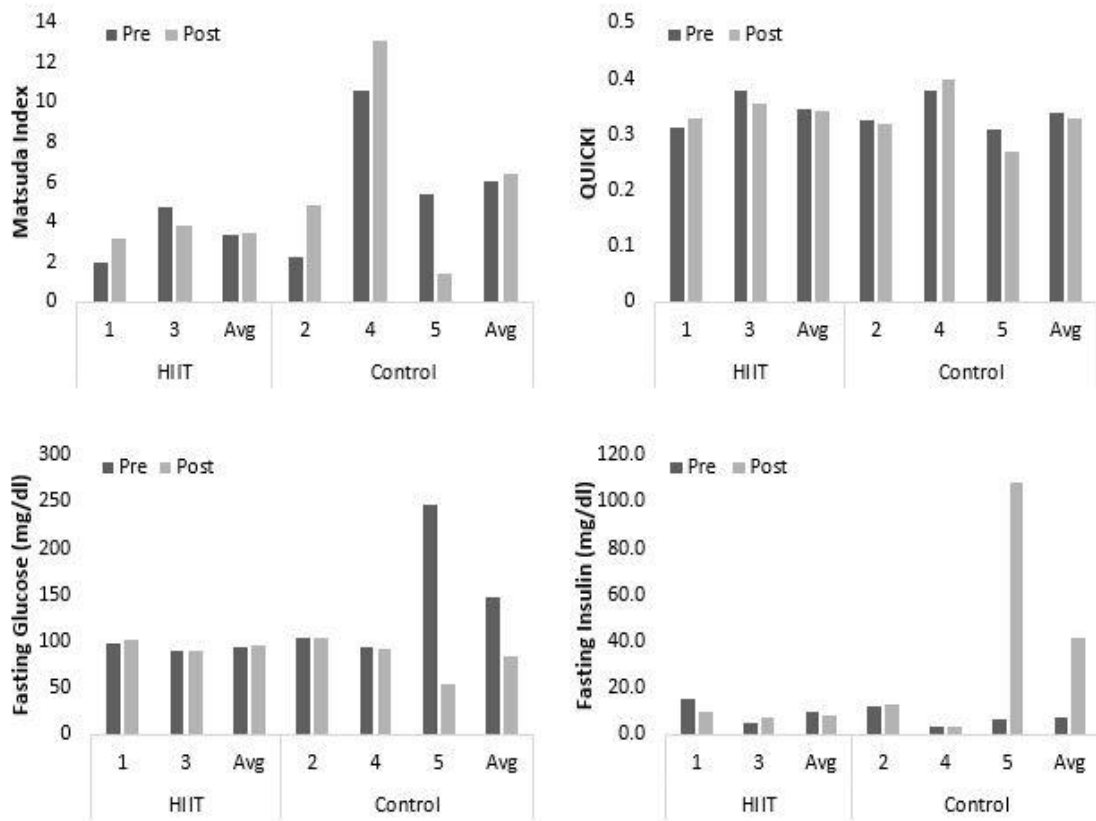 14
12
10
8
6
4
2
0
Matsuda Index
Pre Post
1 3 Avg 2 4 5 Avg
HIIT Control
0.5
0.4
0.3
0.2
0.1
0
QUICKI
Pre Post
1 3 Avg 2 4 5 Avg
HIIT Control
300
250
200
150
100
50
0
Fasting Glucose (mg/dl)
Pre Post
1 3 Avg 2 4 5 Avg
HIIT Control
120.0
100.0
80.0
60.0
40.0
20.0
0.0
Fasting Insulin (mg/dl)
Pre Post
1 3 Avg 2 4 5 Avg
HIIT Control